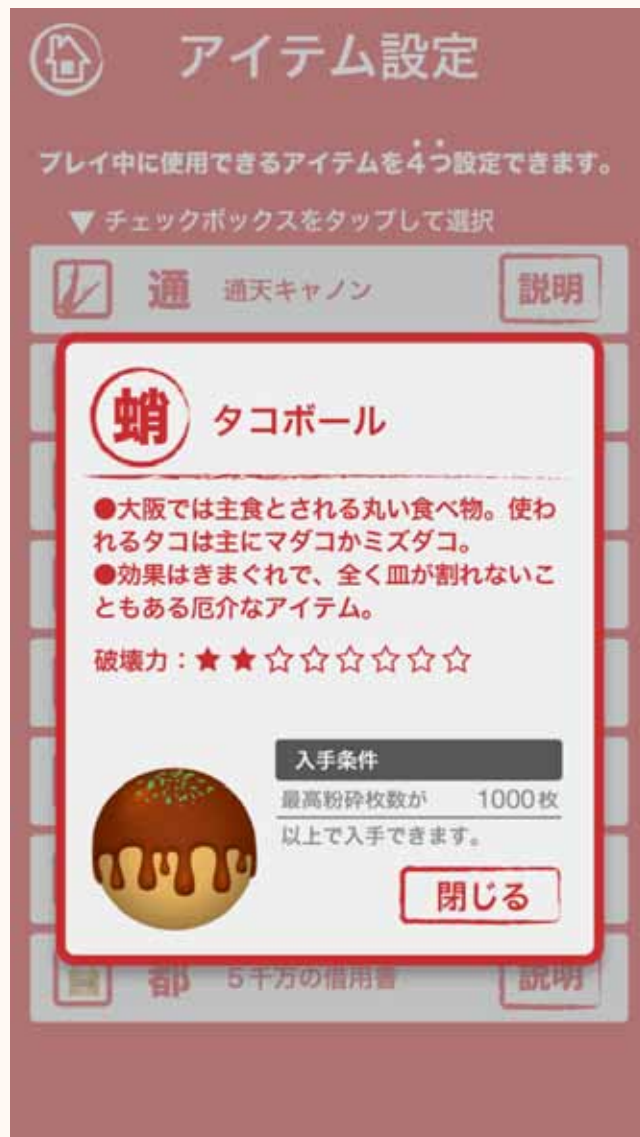 アイテム設定
プレイ中に使用できるアイテムを4つ設定できます。
▼ チェックボックスをタップして選択
通 通天キャノン 説明
蛸 タコボール
●大阪では主食とされる丸い食べ物。使わ
れるタコは主にマダコかミズダコ。
●効果はきまぐれで、全く皿が割れないこ
ともある厄介なアイテム。
破壊力：★★☆☆☆☆☆☆
入手条件
最高粉砕枚数が 1000枚
以上で入手できます。
閉じる
都 5千万の借用書 説明